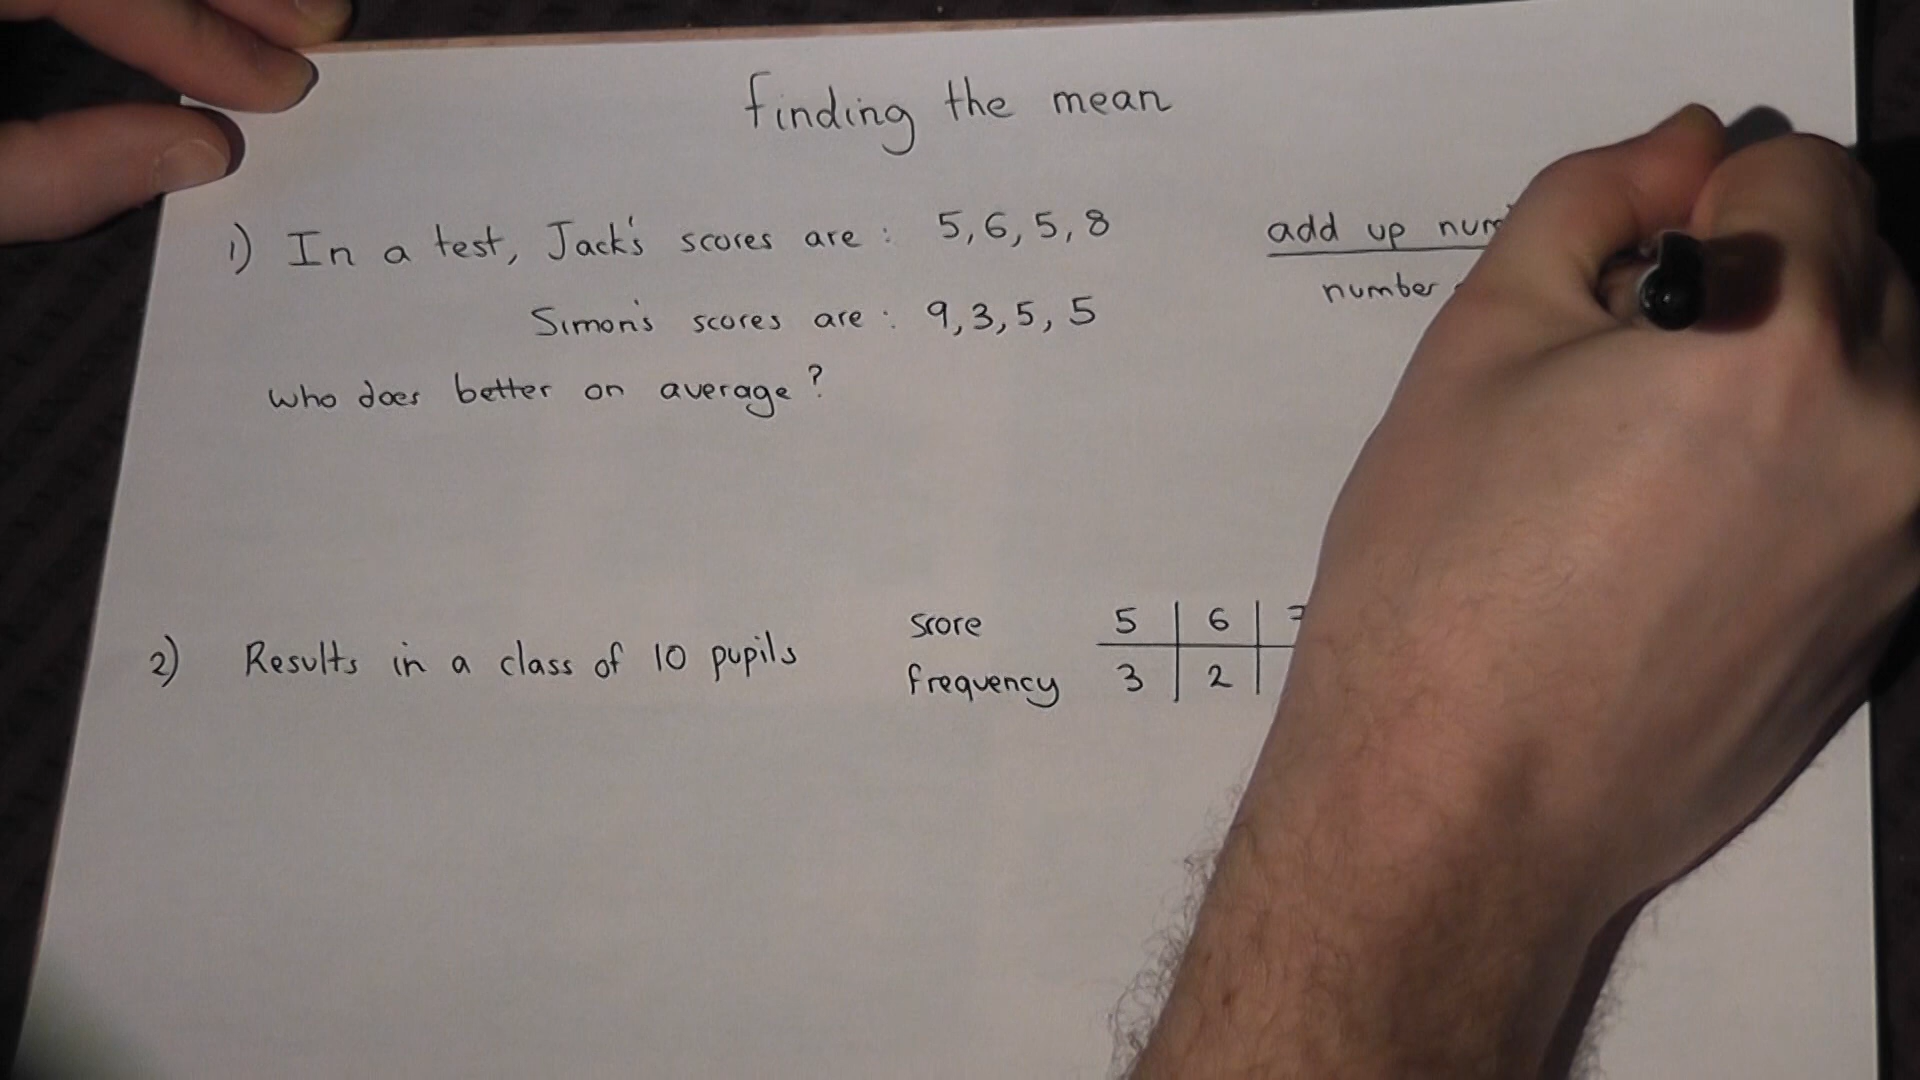 finding the mean
1) In a test, Jack's scores are : 5, 6, 5, 8
add up
number
Simon's scores are : 9, 3, 5, 5
who does better on average?
2) Results in a class of 10 pupils
score 5 6
frequency 3 2